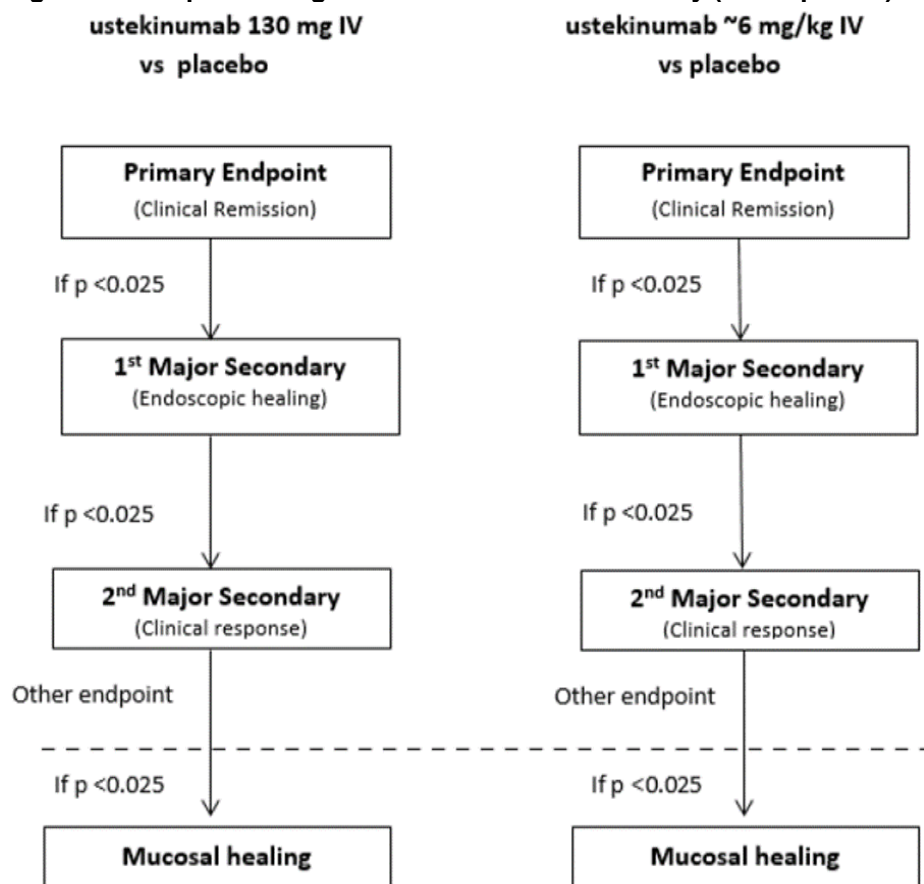 ustekinumab 130 mg IV
vs placebo
Primary Endpoint
(Clinical Remission)
If p <0.025
1st Major Secondary
(Endoscopic healing)
If p <0.025
2nd Major Secondary
(Clinical response)
Other endpoint
If p <0.025
Mucosal healing
ustekinumab ~6 mg/kg IV
vs placebo
Primary Endpoint
(Clinical Remission)
If p <0.025
1st Major Secondary
(Endoscopic healing)
If p <0.025
2nd Major Secondary
(Clinical response)
Other endpoint
If p <0.025
Mucosal healing